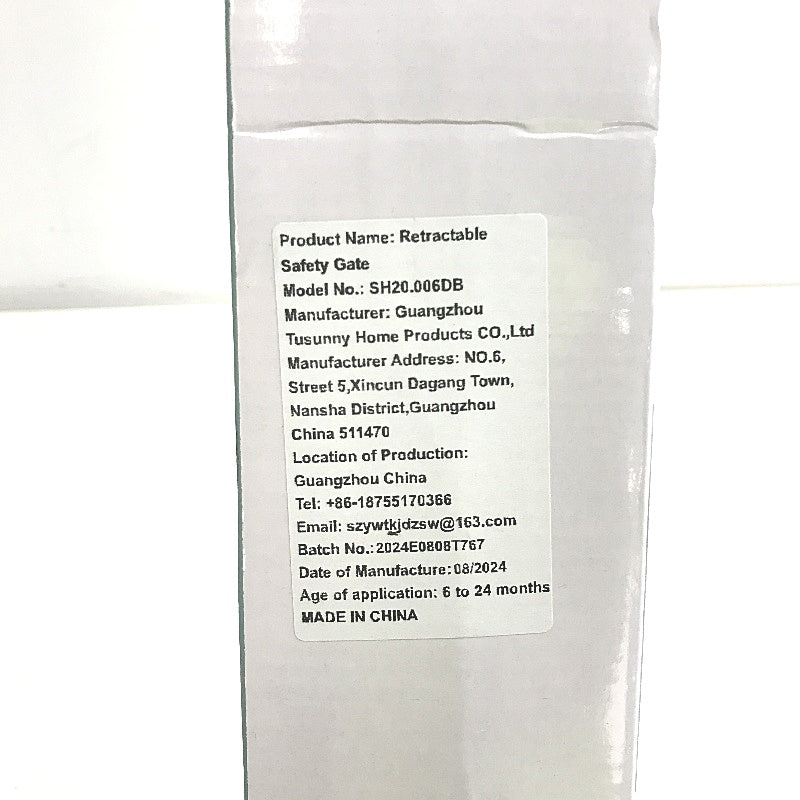 Product Name: Retractable
Safety Gate
Model No.: SH20.006DB
Manufacturer: Guangzhou
Tusunny Home Products CO.,Ltd
Manufacturer Address: NO.6,
Street 5,Xincun Dagang Town,
Nansha District,Guangzhou
China 511470
Location of Production:
Guangzhou China
Tel: +86-18755170366
Email: szywtkjdzsw@163.com
Batch No.:2024E0808T767
Date of Manufacture:08/2024
Age of application: 6 to 24 months
MADE IN CHINA